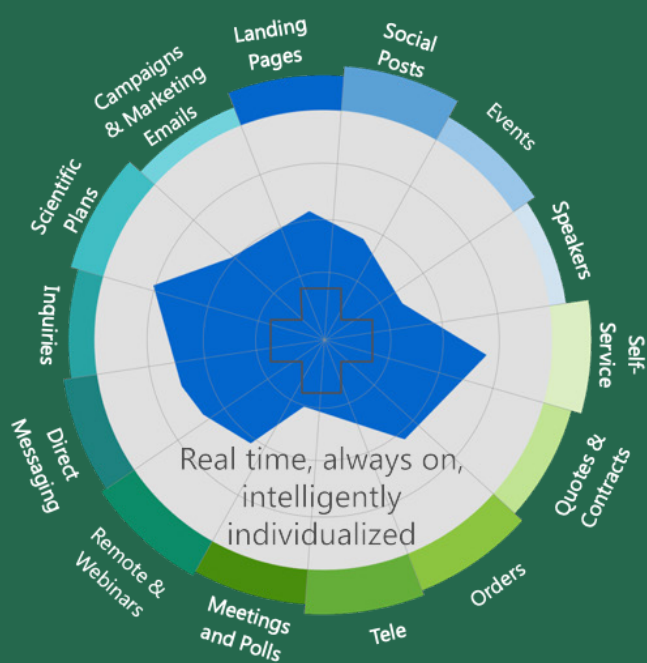 Landing
Pages
Social
Posts
Events
Speakers
Self-
Service
Quotes &
Contracts
Orders
Tele
Meetings
and Polls
Remote &
Webinars
Direct
Messaging
Inquiries
Scientific
Plans
Campaigns
& Marketing
Emails
Real time, always on,
intelligently
individualized